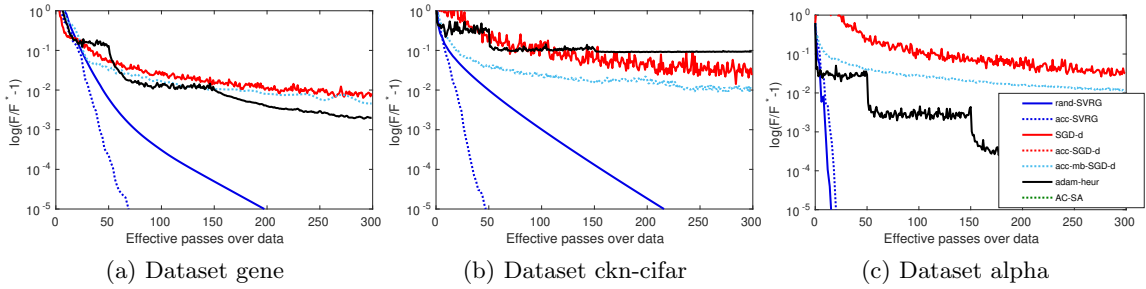 log(F/F*-1)
10^0
10^-1
10^-2
10^-3
10^-4
10^-5
0 50 100 150 200 250 300
Effective passes over data
(a) Dataset gene
log(F/F*-1)
10^0
10^-1
10^-2
10^-3
10^-4
10^-5
0 50 100 150 200 250 300
Effective passes over data
(b) Dataset ckn-cifar
log(F/F*-1)
10^0
10^-1
10^-2
10^-3
10^-4
10^-5
0 50 100 150 200 250 300
Effective passes over data
rand-SVRG
acc-SVRG
SGD-d
acc-SGD-d
acc-mb-SGD-d
adam-heur
AC-SA
(c) Dataset alpha